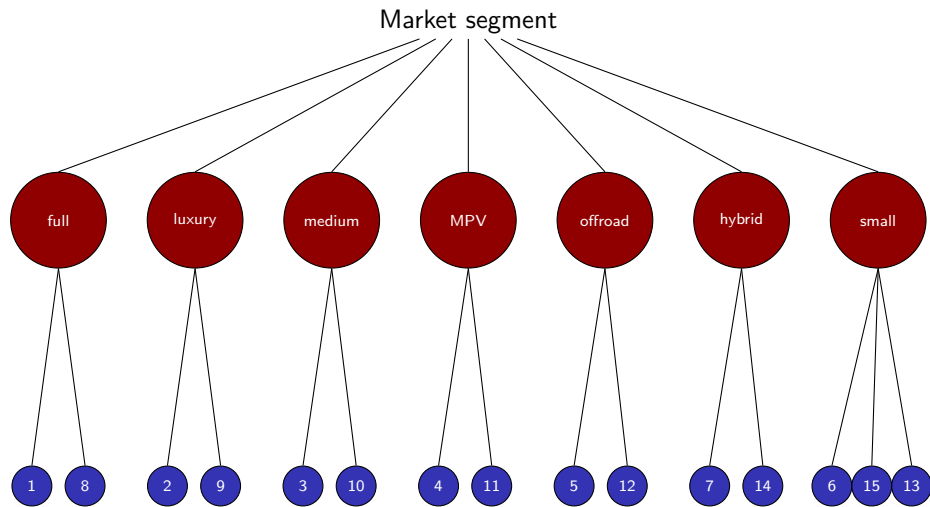 Market segment
full luxury medium MPV offroad hybrid small
1 8 2 9 3 10 4 11 5 12 7 14 6 15 13